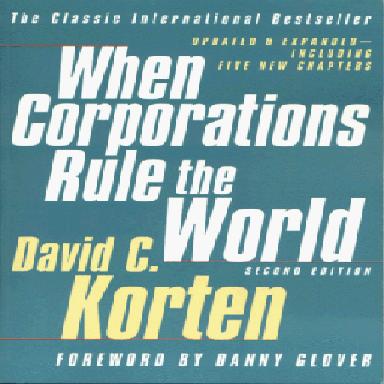 The Classic International Bestseller
UPDATED & EXPANDED—
INCLUDING
FIVE NEW CHAPTERS
When
Corporations
Rule the
World
SECOND EDITION
David C.
Korten
FOREWORD BY DANNY GLOVER